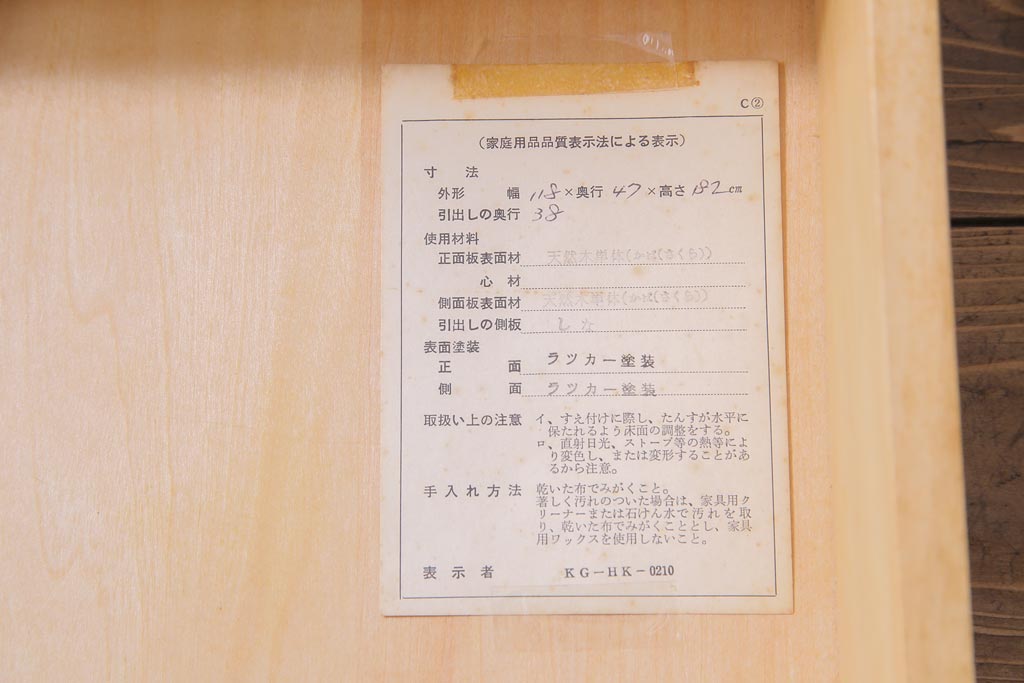 C②
(家庭用品品質表示法による表示)
寸法
外形 幅 118×奥行 47×高さ 182cm
引出しの奥行 38
使用材料
正面板表面材 天然木単体(かば(さくら))
心材
側面板表面材 天然木単体(かば(さくら))
引出しの側板 しな
表面塗装
正面 ラツカー塗装
側面 ラツカー塗装
取扱い上の注意 イ、すえ付けに際し、たんすが水平に
保たれるよう床面の調整をする。
ロ、直射日光、ストーブ等の熱等によ
り変色し、または変形することがあ
るから注意。
手入れ方法 乾いた布でみがくこと。
著しく汚れのついた場合は、家具用ク
リーナーまたは石けん水で汚れを取
り、乾いた布でみがくこととし、家具
用ワックスを使用しないこと。
表示者 KG-HK-0210